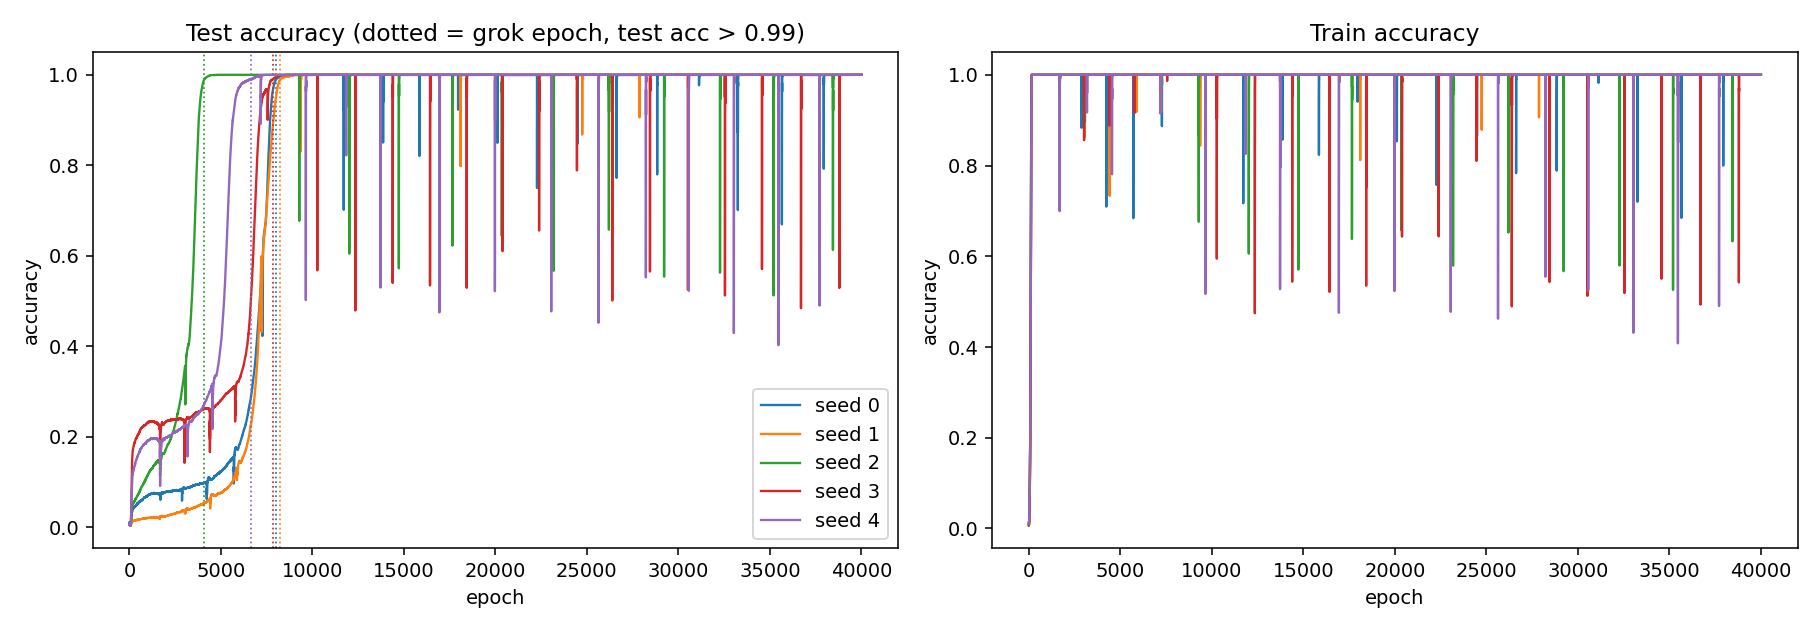 Test accuracy (dotted = grok epoch, test acc > 0.99)
accuracy
1.0
0.8
0.6
0.4
0.2
0.0
seed 0
seed 1
seed 2
seed 3
seed 4
0 5000 10000 15000 20000 25000 30000 35000 40000
epoch
Train accuracy
accuracy
1.0
0.8
0.6
0.4
0.2
0.0
0 5000 10000 15000 20000 25000 30000 35000 40000
epoch